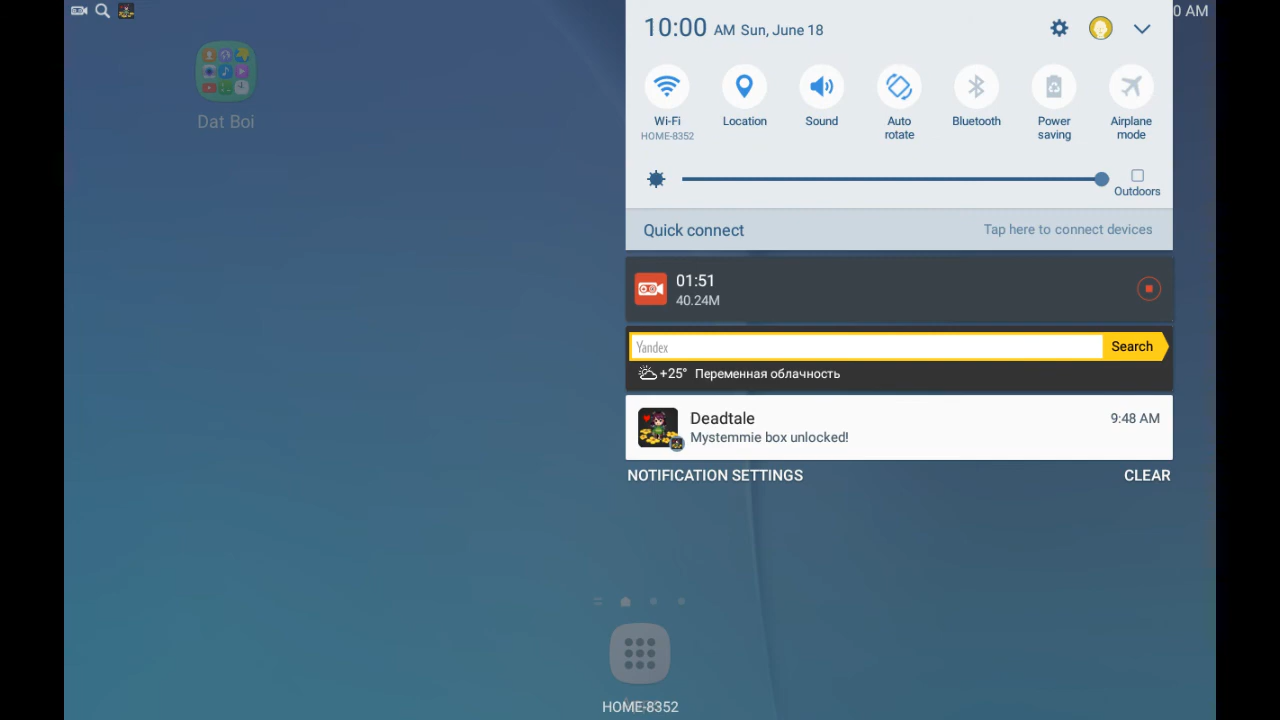 0 AM
10:00 AM Sun, June 18
Dat Boi
Wi-Fi
HOME-8352
Location
Sound
Auto
rotate
Bluetooth
Power
saving
Airplane
mode
Outdoors
Quick connect
Tap here to connect devices
01:51
40.24M
Yandex
Search
+25° Переменная облачность
Deadtale
9:48 AM
Mystemmie box unlocked!
NOTIFICATION SETTINGS
CLEAR
HOME-8352